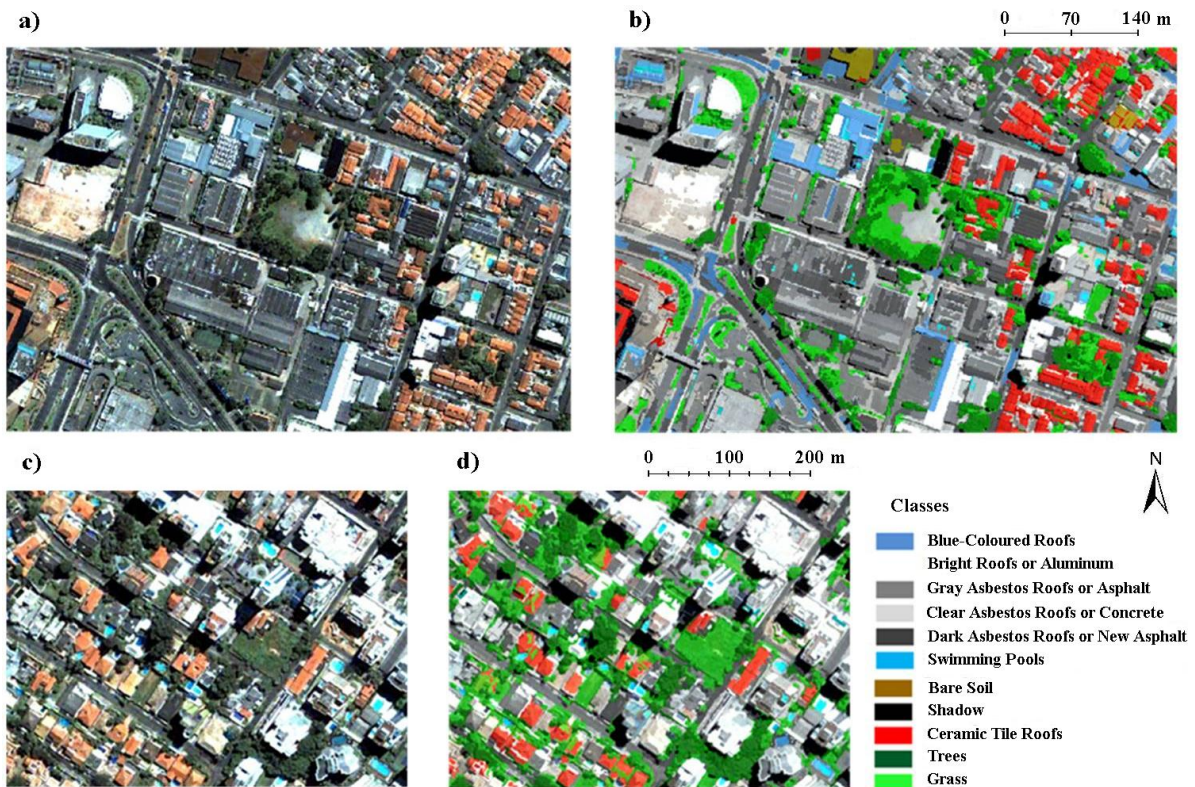 a)
b)
0 70 140 m
c)
d)
0 100 200 m
N
Classes
Blue-Coloured Roofs
Bright Roofs or Aluminum
Gray Asbestos Roofs or Asphalt
Clear Asbestos Roofs or Concrete
Dark Asbestos Roofs or New Asphalt
Swimming Pools
Bare Soil
Shadow
Ceramic Tile Roofs
Trees
Grass